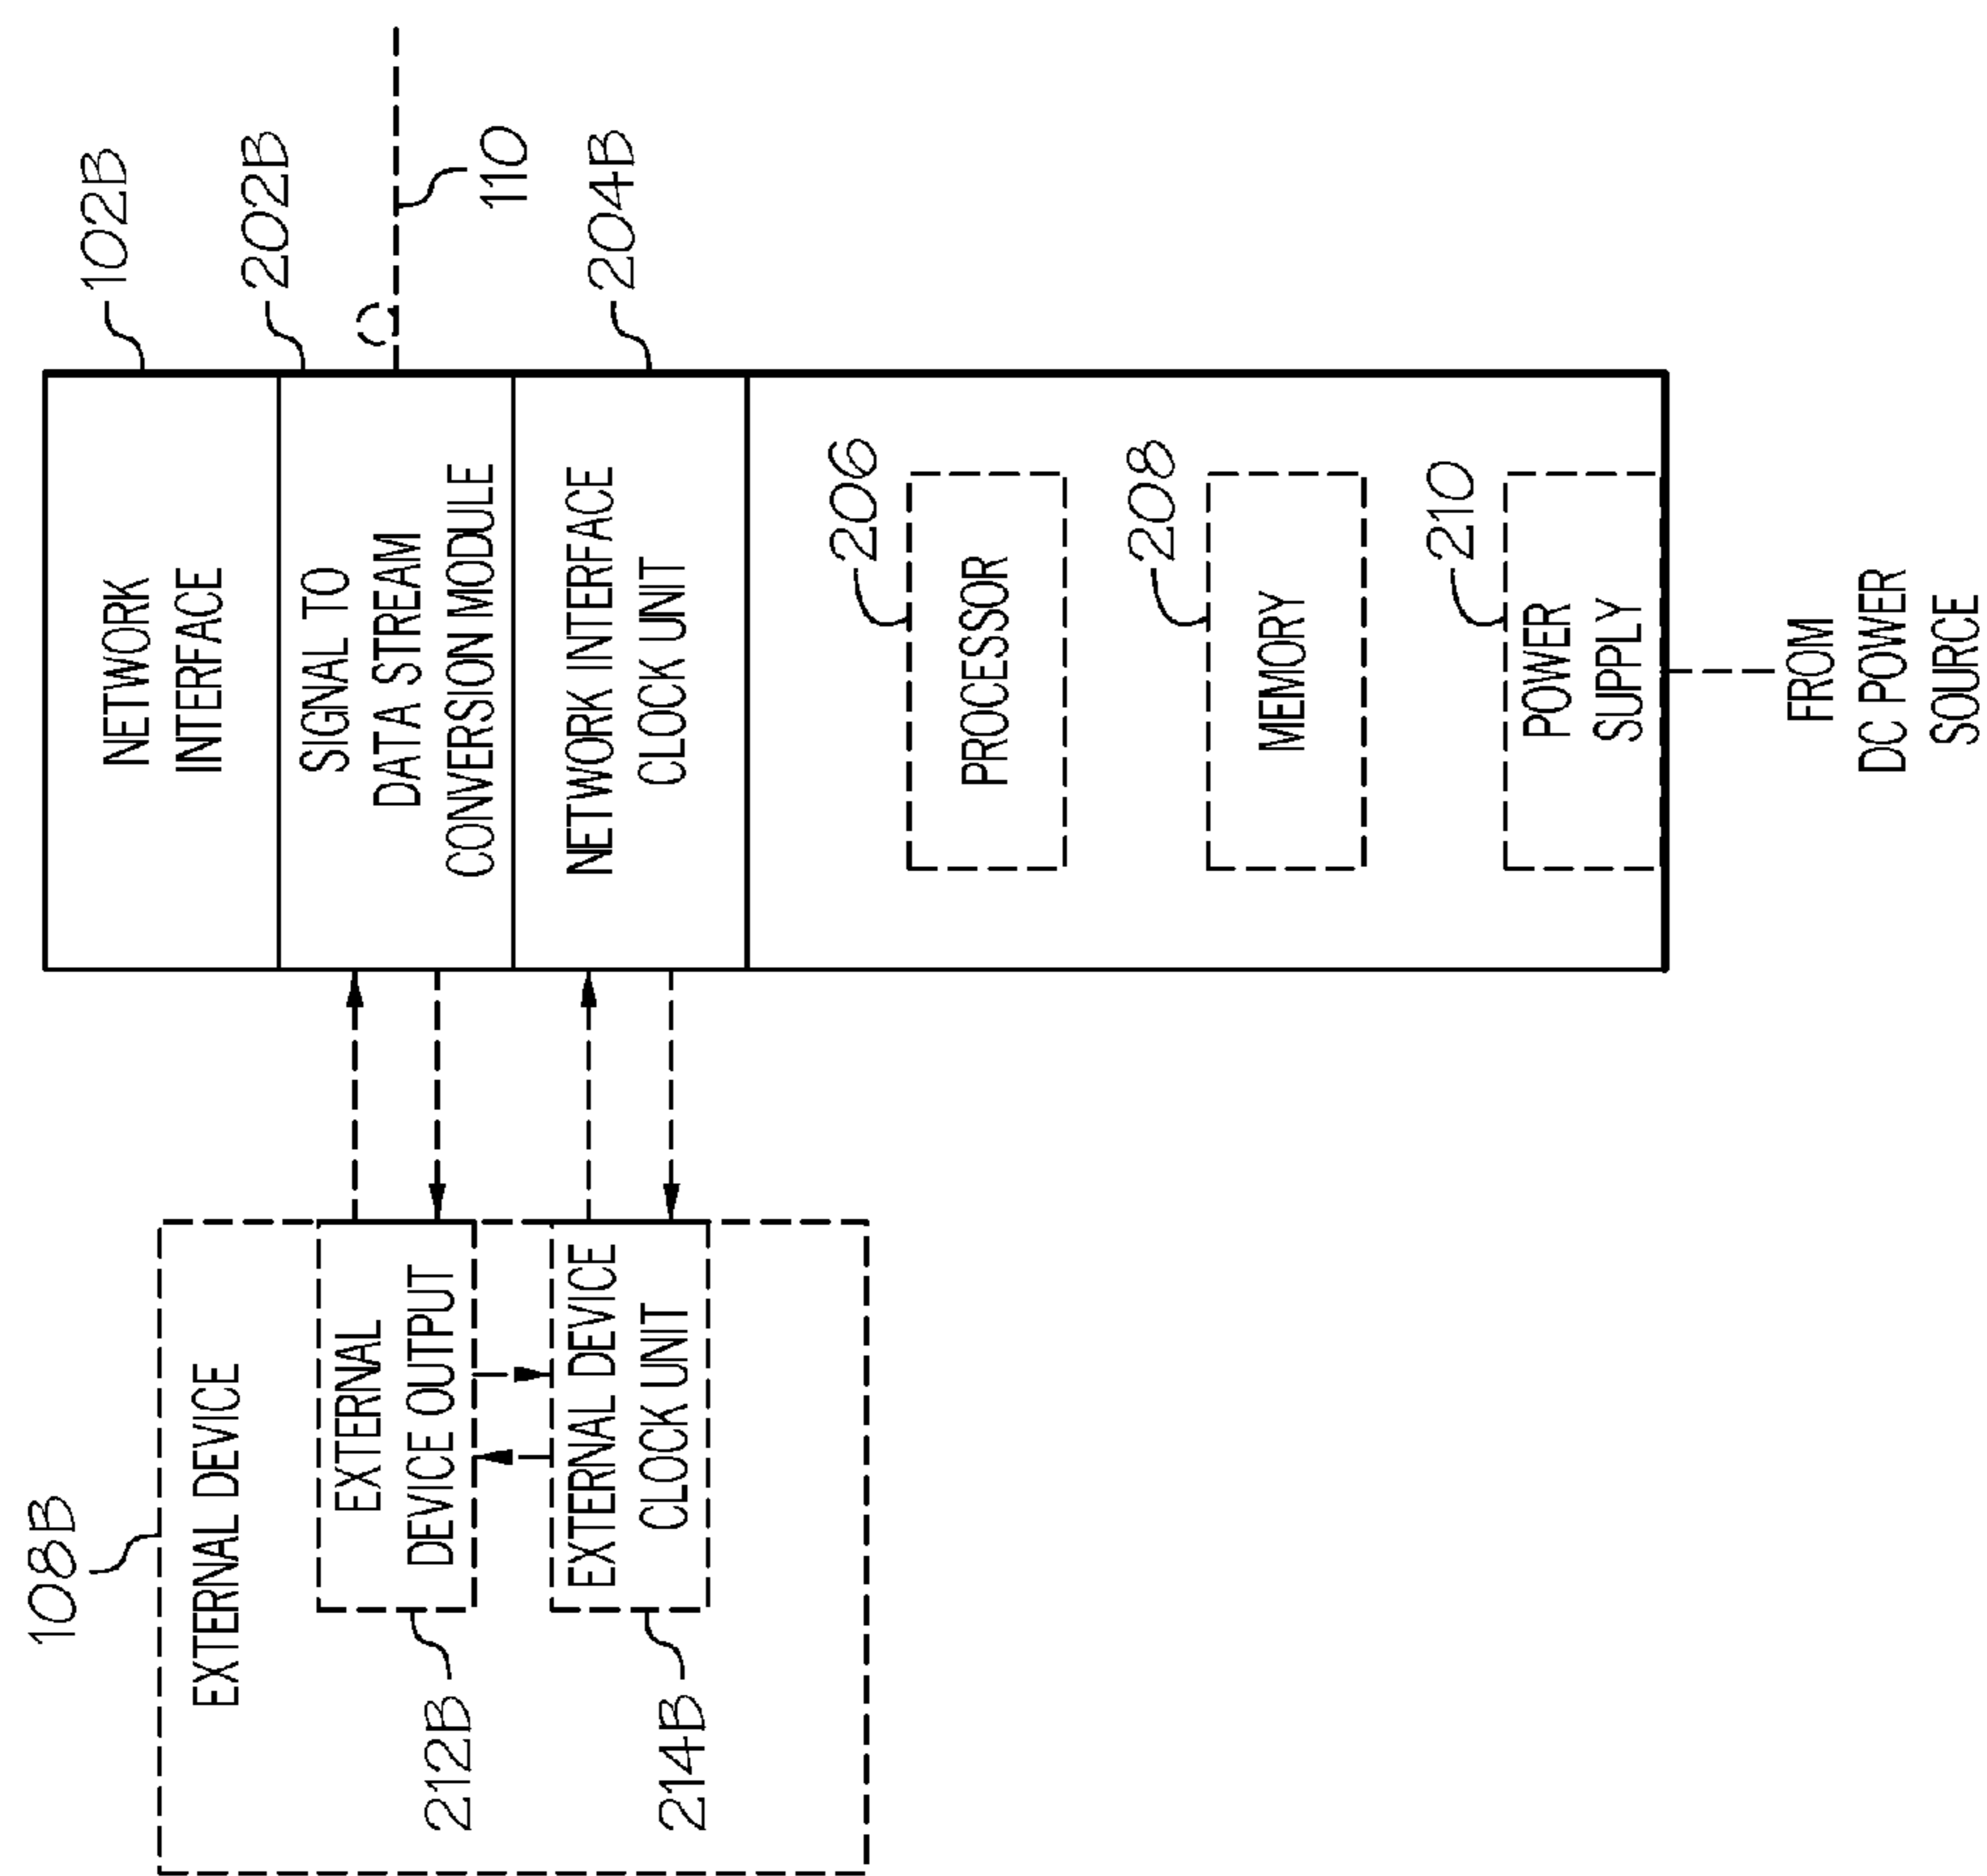 108B
EXTERNAL DEVICE
EXTERNAL
DEVICE OUTPUT
212B
EXTERNAL DEVICE
CLOCK UNIT
214B
NETWORK
INTERFACE
102B
SIGNAL TO
DATA STREAM
CONVERSION MODULE
202B
110
NETWORK INTERFACE
CLOCK UNIT
204B
206
PROCESSOR
208
MEMORY
210
POWER
SUPPLY
FROM
DC POWER
SOURCE